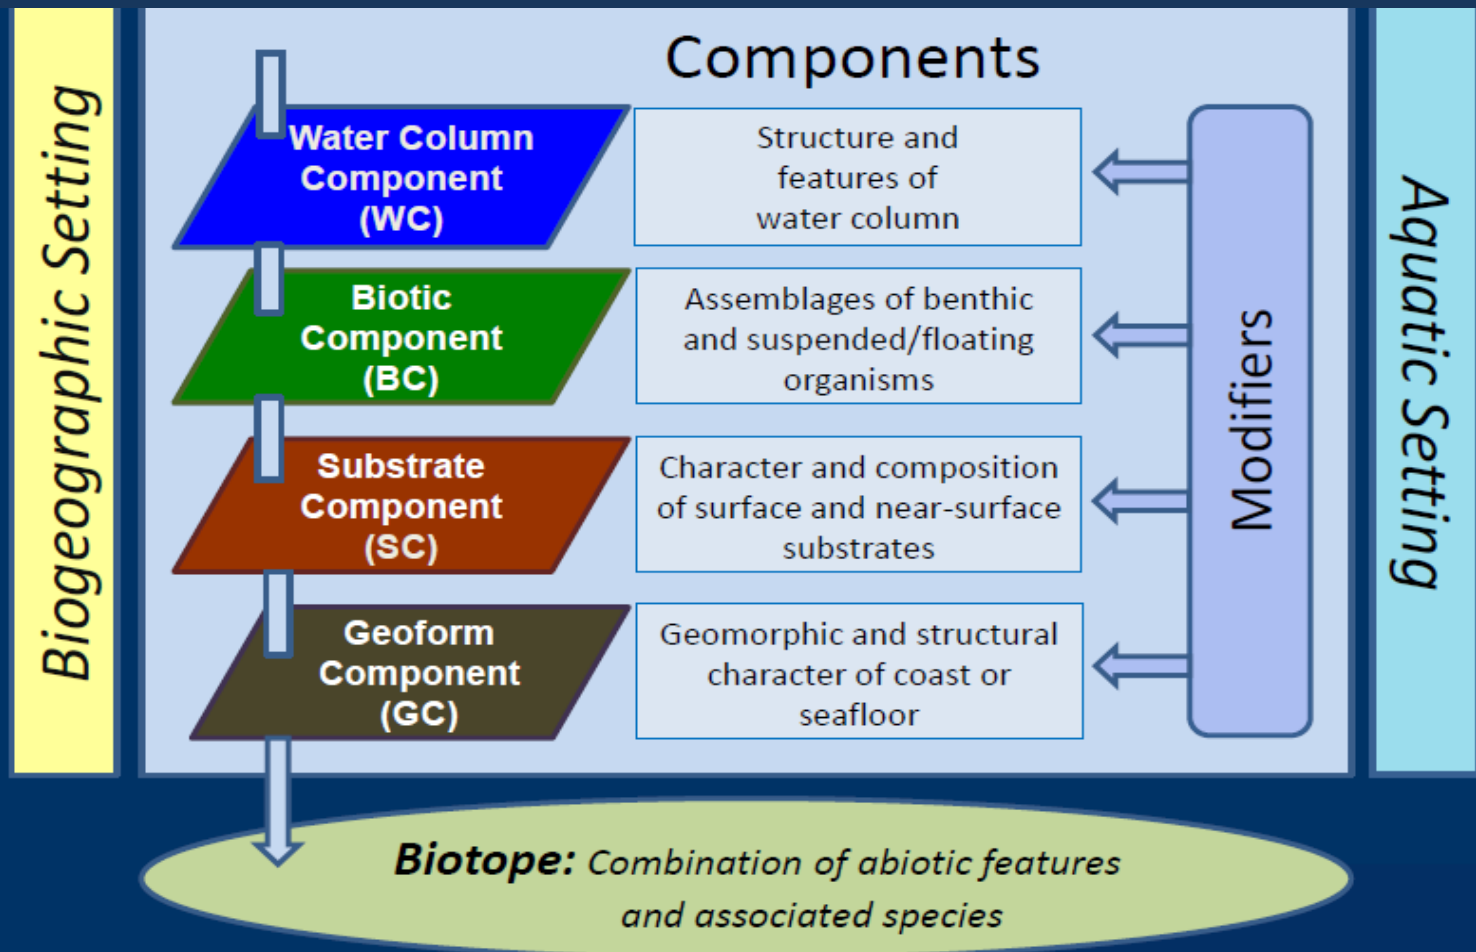 Biogeographic Setting
Components
Water Column
Component
(WC)
Structure and
features of
water column
Biotic
Component
(BC)
Assemblages of benthic
and suspended/floating
organisms
Substrate
Component
(SC)
Character and composition
of surface and near-surface
substrates
Geoform
Component
(GC)
Geomorphic and structural
character of coast or
seafloor
Modifiers
Aquatic Setting
Biotope: Combination of abiotic features
and associated species